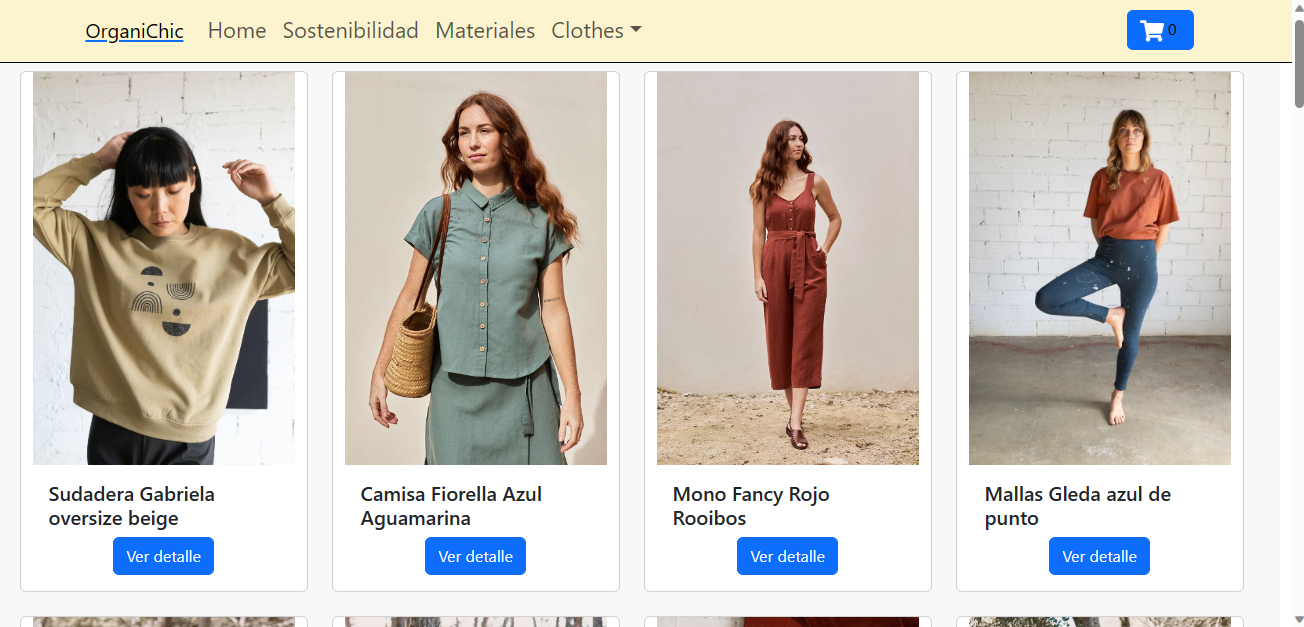 OrganiChic Home Sostenibilidad Materiales Clothes 0
Sudadera Gabriela
oversize beige
Ver detalle
Camisa Fiorella Azul
Aguamarina
Ver detalle
Mono Fancy Rojo
Rooibos
Ver detalle
Mallas Gleda azul de
punto
Ver detalle